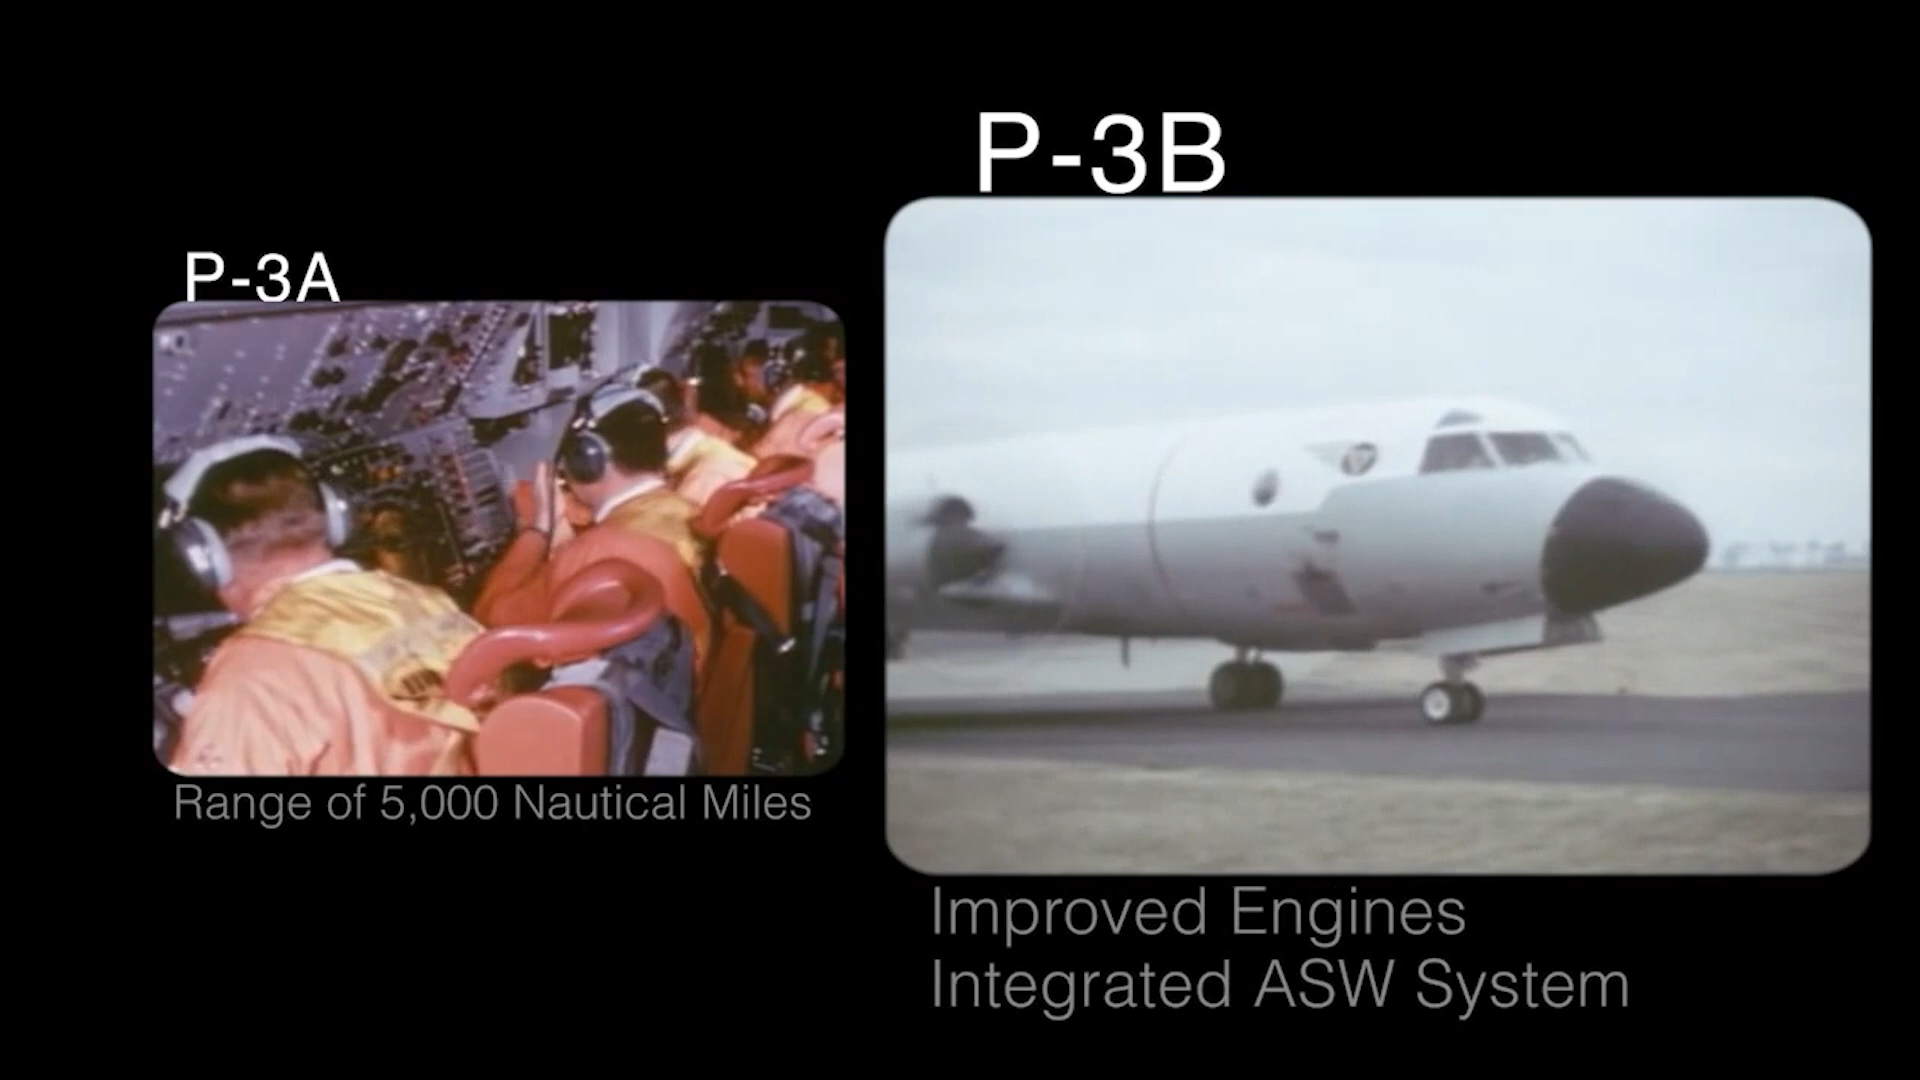 P-3A
Range of 5,000 Nautical Miles
P-3B
Improved Engines
Integrated ASW System